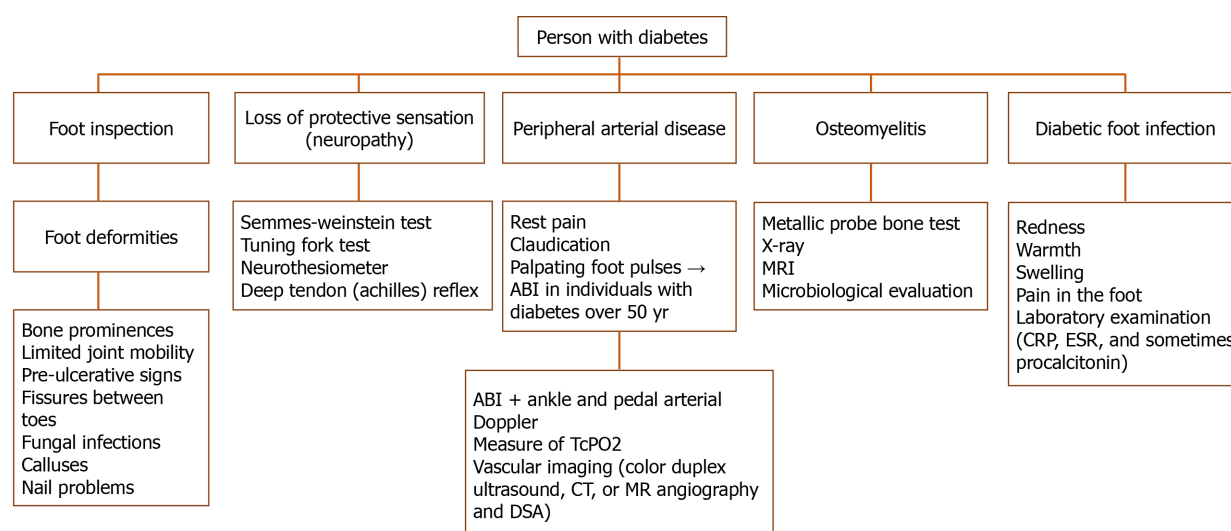 Person with diabetes
Foot inspection
Loss of protective sensation
(neuropathy)
Peripheral arterial disease
Osteomyelitis
Diabetic foot infection
Foot deformities
Semmes-weinstein test
Tuning fork test
Neurothesiometer
Deep tendon (achilles) reflex
Rest pain
Claudication
Palpating foot pulses →
ABI in individuals with
diabetes over 50 yr
Metallic probe bone test
X-ray
MRI
Microbiological evaluation
Redness
Warmth
Swelling
Pain in the foot
Laboratory examination
(CRP, ESR, and sometimes
procalcitonin)
Bone prominences
Limited joint mobility
Pre-ulcerative signs
Fissures between
toes
Fungal infections
Calluses
Nail problems
ABI + ankle and pedal arterial
Doppler
Measure of TcPO2
Vascular imaging (color duplex
ultrasound, CT, or MR angiography
and DSA)